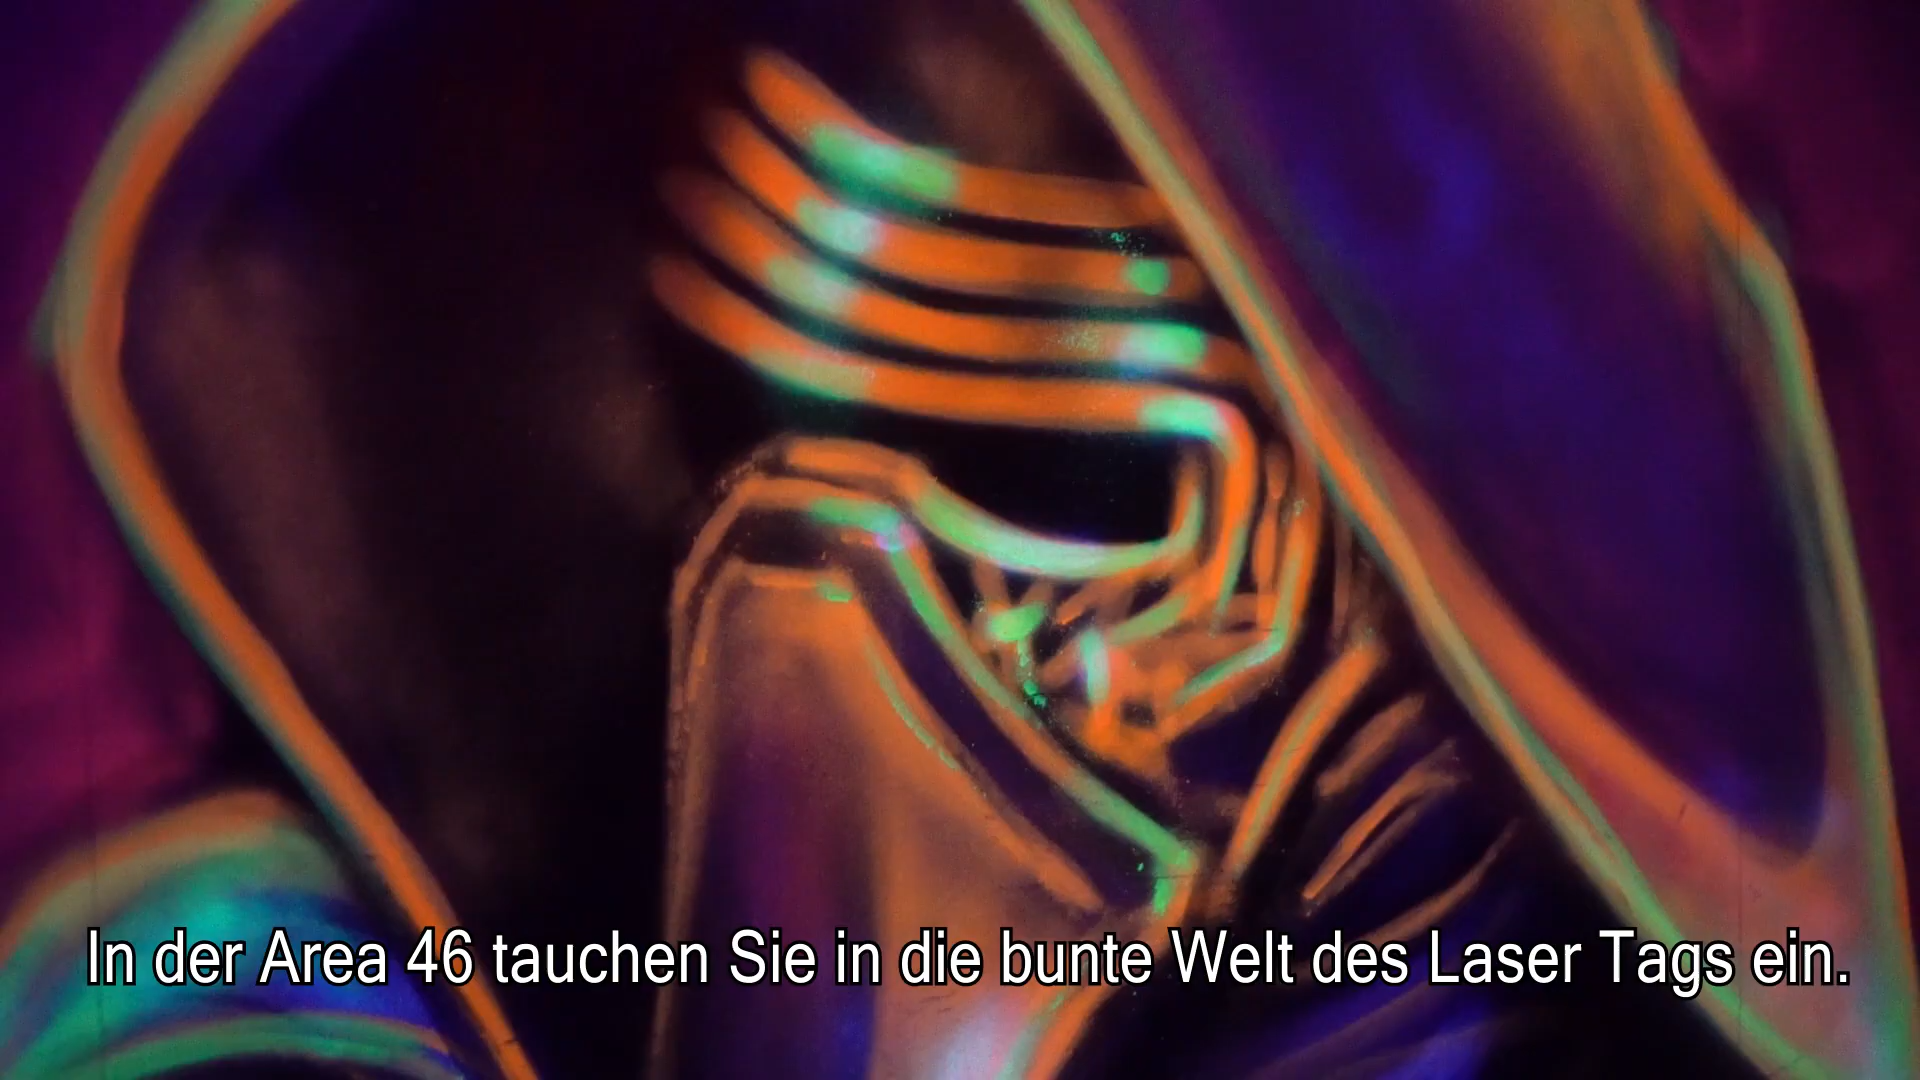 In der Area 46 tauchen Sie in die bunte Welt des Laser Tags ein.